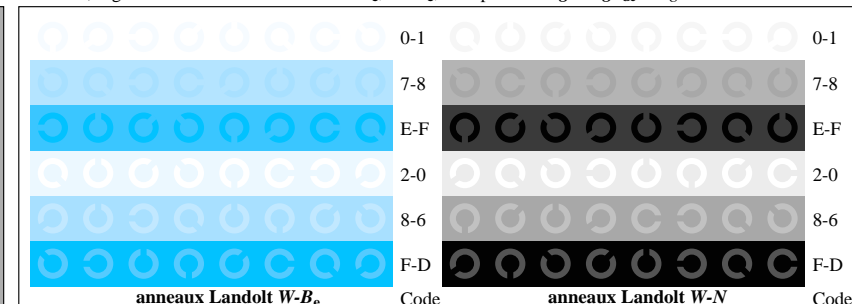 0-1 0-1
7-8 7-8
E-F E-F
2-0 2-0
8-6 8-6
F-D F-D
anneaux Landolt W-Be Code anneaux Landolt W-N Code